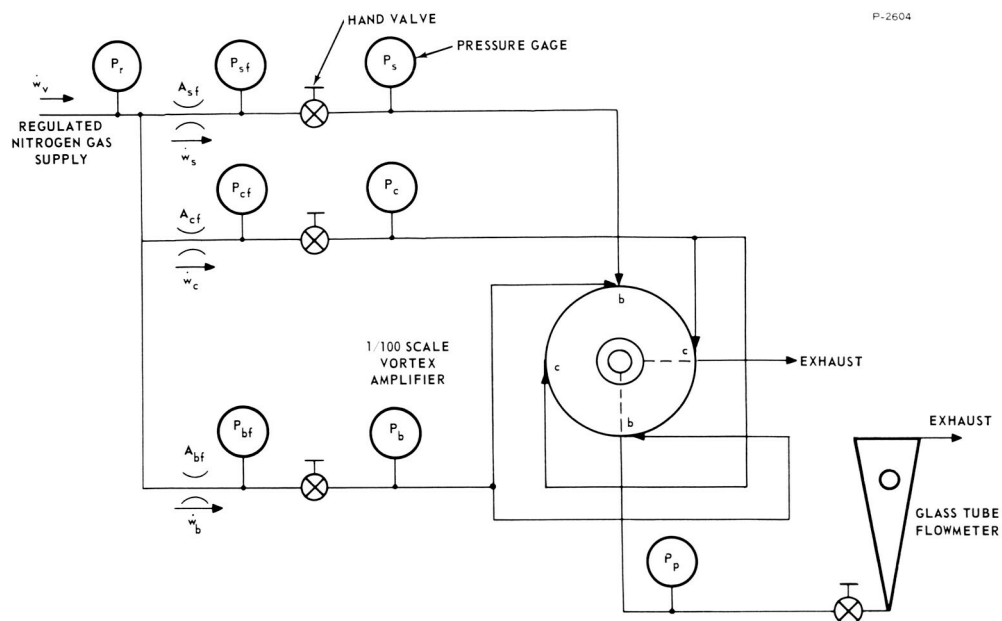 P-2604
HAND VALVE
PRESSURE GAGE
P_r
A_sf
P_sf
P_s
ẇ_v
REGULATED
NITROGEN GAS
SUPPLY
ẇ_s
P_cf
P_c
A_cf
ẇ_c
b
c
c
b
EXHAUST
1/100 SCALE
VORTEX
AMPLIFIER
P_bf
P_b
A_bf
ẇ_b
EXHAUST
GLASS TUBE
FLOWMETER
P_p